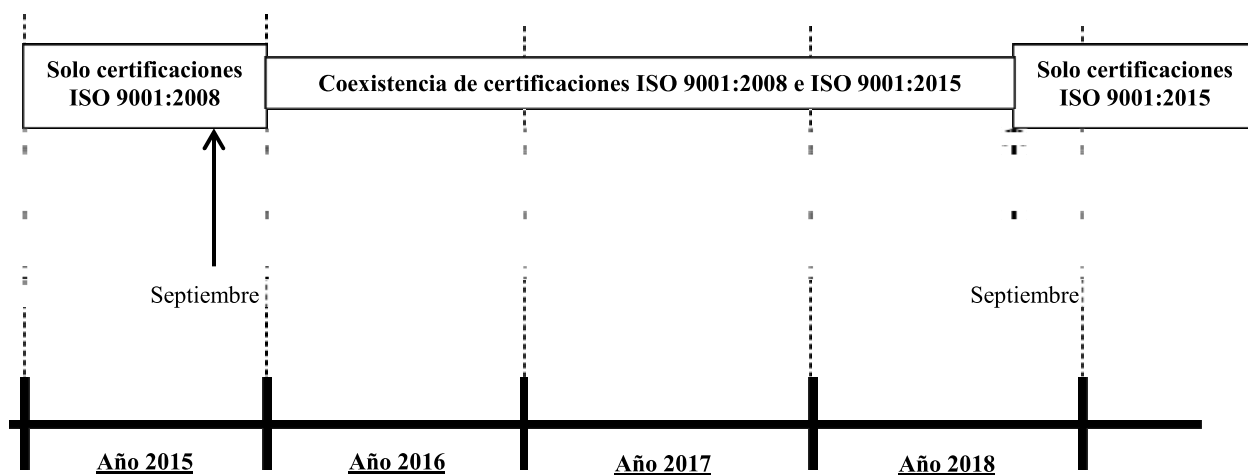 Solo certificaciones
ISO 9001:2008
Coexistencia de certificaciones ISO 9001:2008 e ISO 9001:2015
Solo certificaciones
ISO 9001:2015
Septiembre
Septiembre
Año 2015
Año 2016
Año 2017
Año 2018